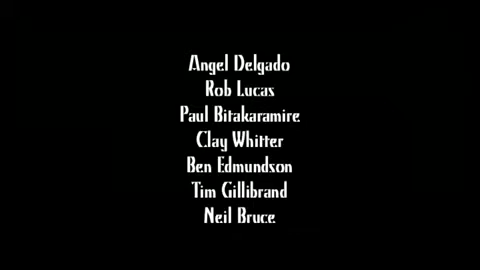 Angel Delgado
Rob Lucas
Paul Bitakaramire
Clay Whitter
Ben Edmundson
Tim Gillibrand
Neil Bruce